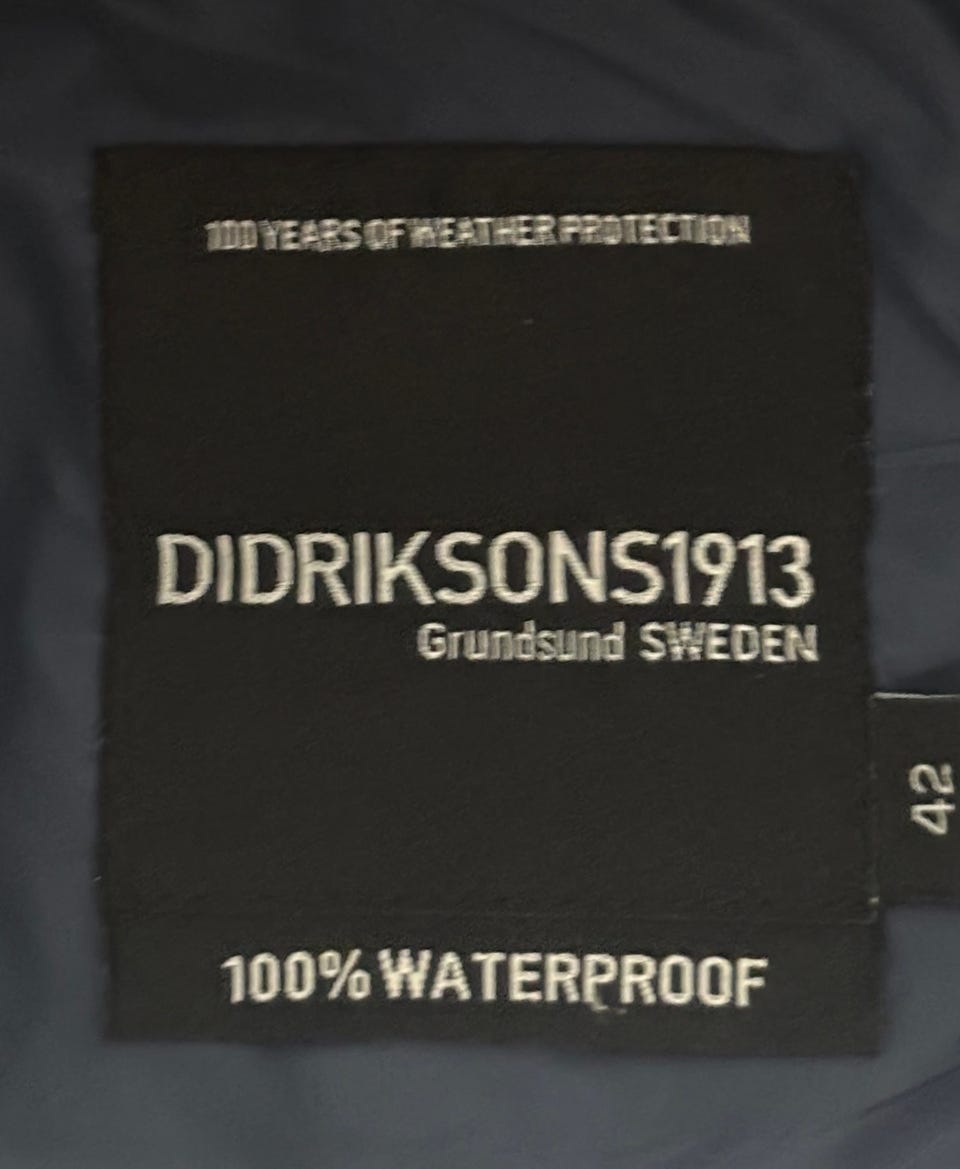 100 YEARS OF WEATHER PROTECTION
DIDRIKSONS1913
Grundsund SWEDEN
42
100% WATERPROOF